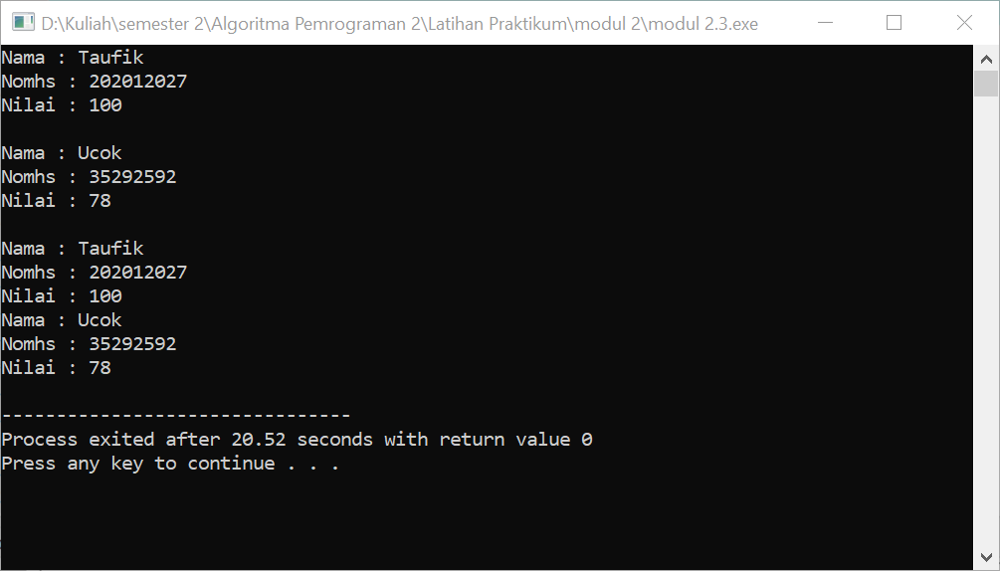 D:\Kuliah\semester 2\Algoritma Pemrograman 2\Latihan Praktikum\modul 2\modul 2.3.exe
Nama : Taufik
Nomhs : 202012027
Nilai : 100
Nama : Ucok
Nomhs : 35292592
Nilai : 78
Nama : Taufik
Nomhs : 202012027
Nilai : 100
Nama : Ucok
Nomhs : 35292592
Nilai : 78
--------------------------------
Process exited after 20.52 seconds with return value 0
Press any key to continue . . .